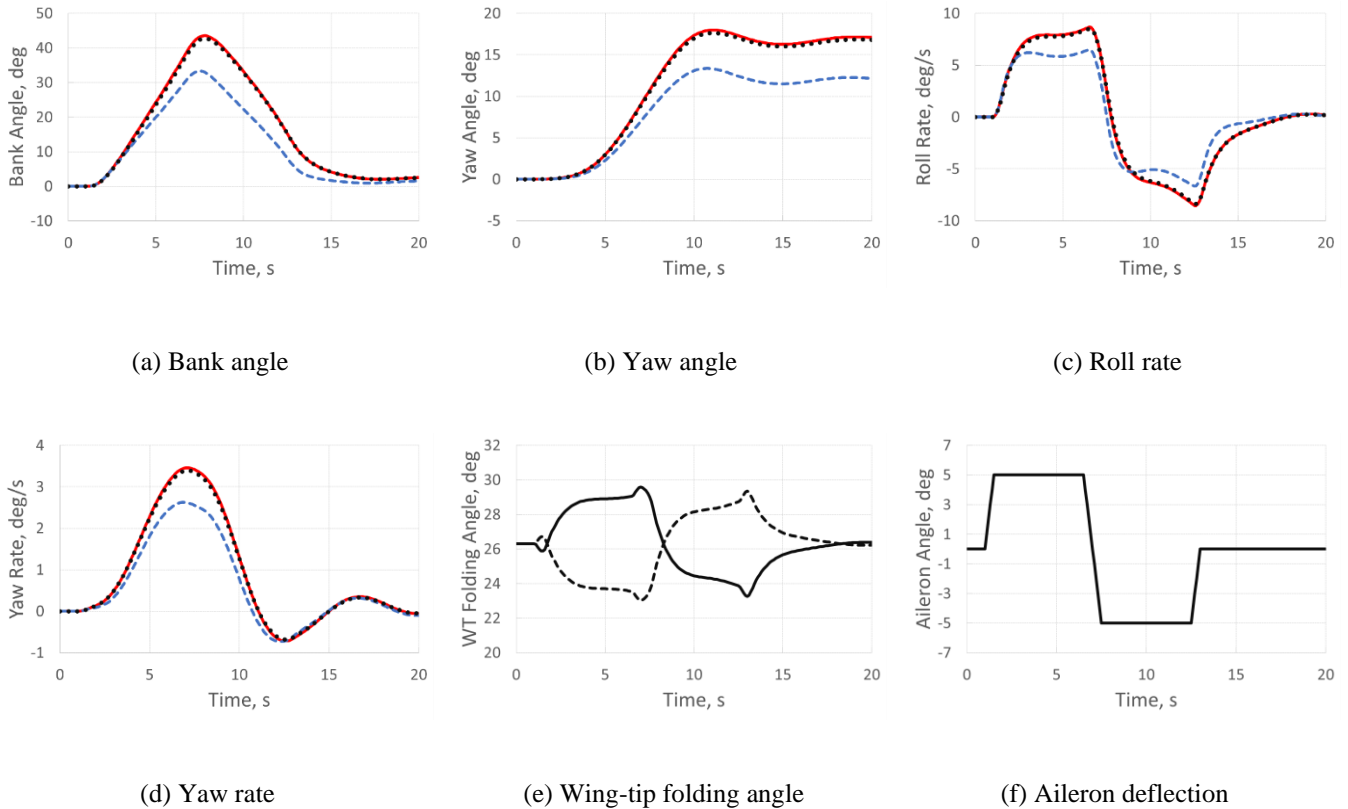 50
40
30
20
10
0
-10
Bank Angle, deg
0 5 10 15 20
Time, s
20
15
10
5
0
-5
Yaw Angle, deg
0 5 10 15 20
Time, s
10
5
0
-5
-10
Roll Rate, deg/s
0 5 10 15 20
Time, s
(a) Bank angle
(b) Yaw angle
(c) Roll rate
4
3
2
1
0
-1
Yaw Rate, deg/s
0 5 10 15 20
Time, s
32
30
28
26
24
22
20
WT Folding Angle, deg
0 5 10 15 20
Time, s
7
5
3
1
-1
-3
-5
-7
Aileron Angle, deg
0 5 10 15 20
Time, s
(d) Yaw rate
(e) Wing-tip folding angle
(f) Aileron deflection